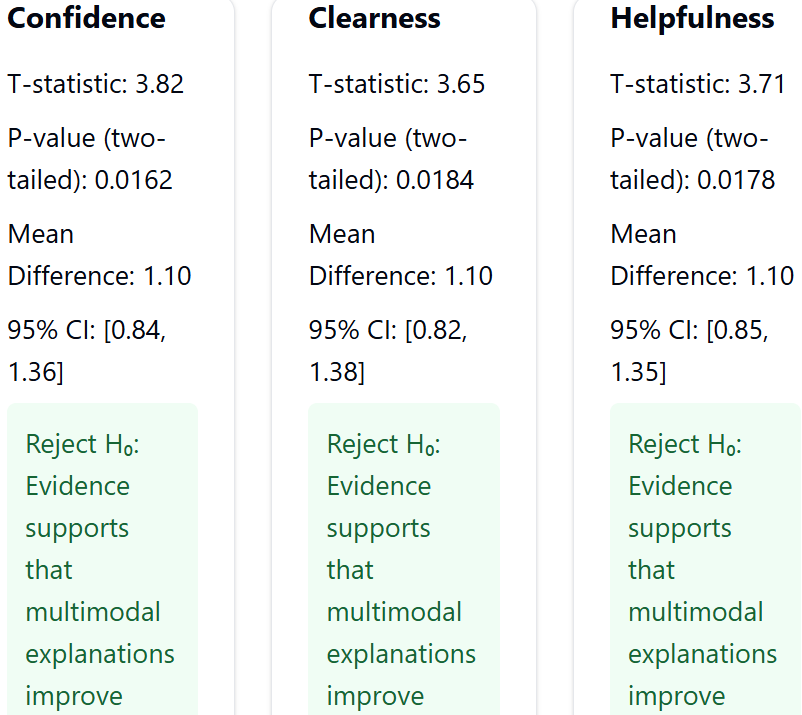 Confidence
T-statistic: 3.82
P-value (two-
tailed): 0.0162
Mean
Difference: 1.10
95% CI: [0.84,
1.36]
Reject H₀:
Evidence
supports
that
multimodal
explanations
improve
Clearness
T-statistic: 3.65
P-value (two-
tailed): 0.0184
Mean
Difference: 1.10
95% CI: [0.82,
1.38]
Reject H₀:
Evidence
supports
that
multimodal
explanations
improve
Helpfulness
T-statistic: 3.71
P-value (two-
tailed): 0.0178
Mean
Difference: 1.10
95% CI: [0.85,
1.35]
Reject H₀:
Evidence
supports
that
multimodal
explanations
improve